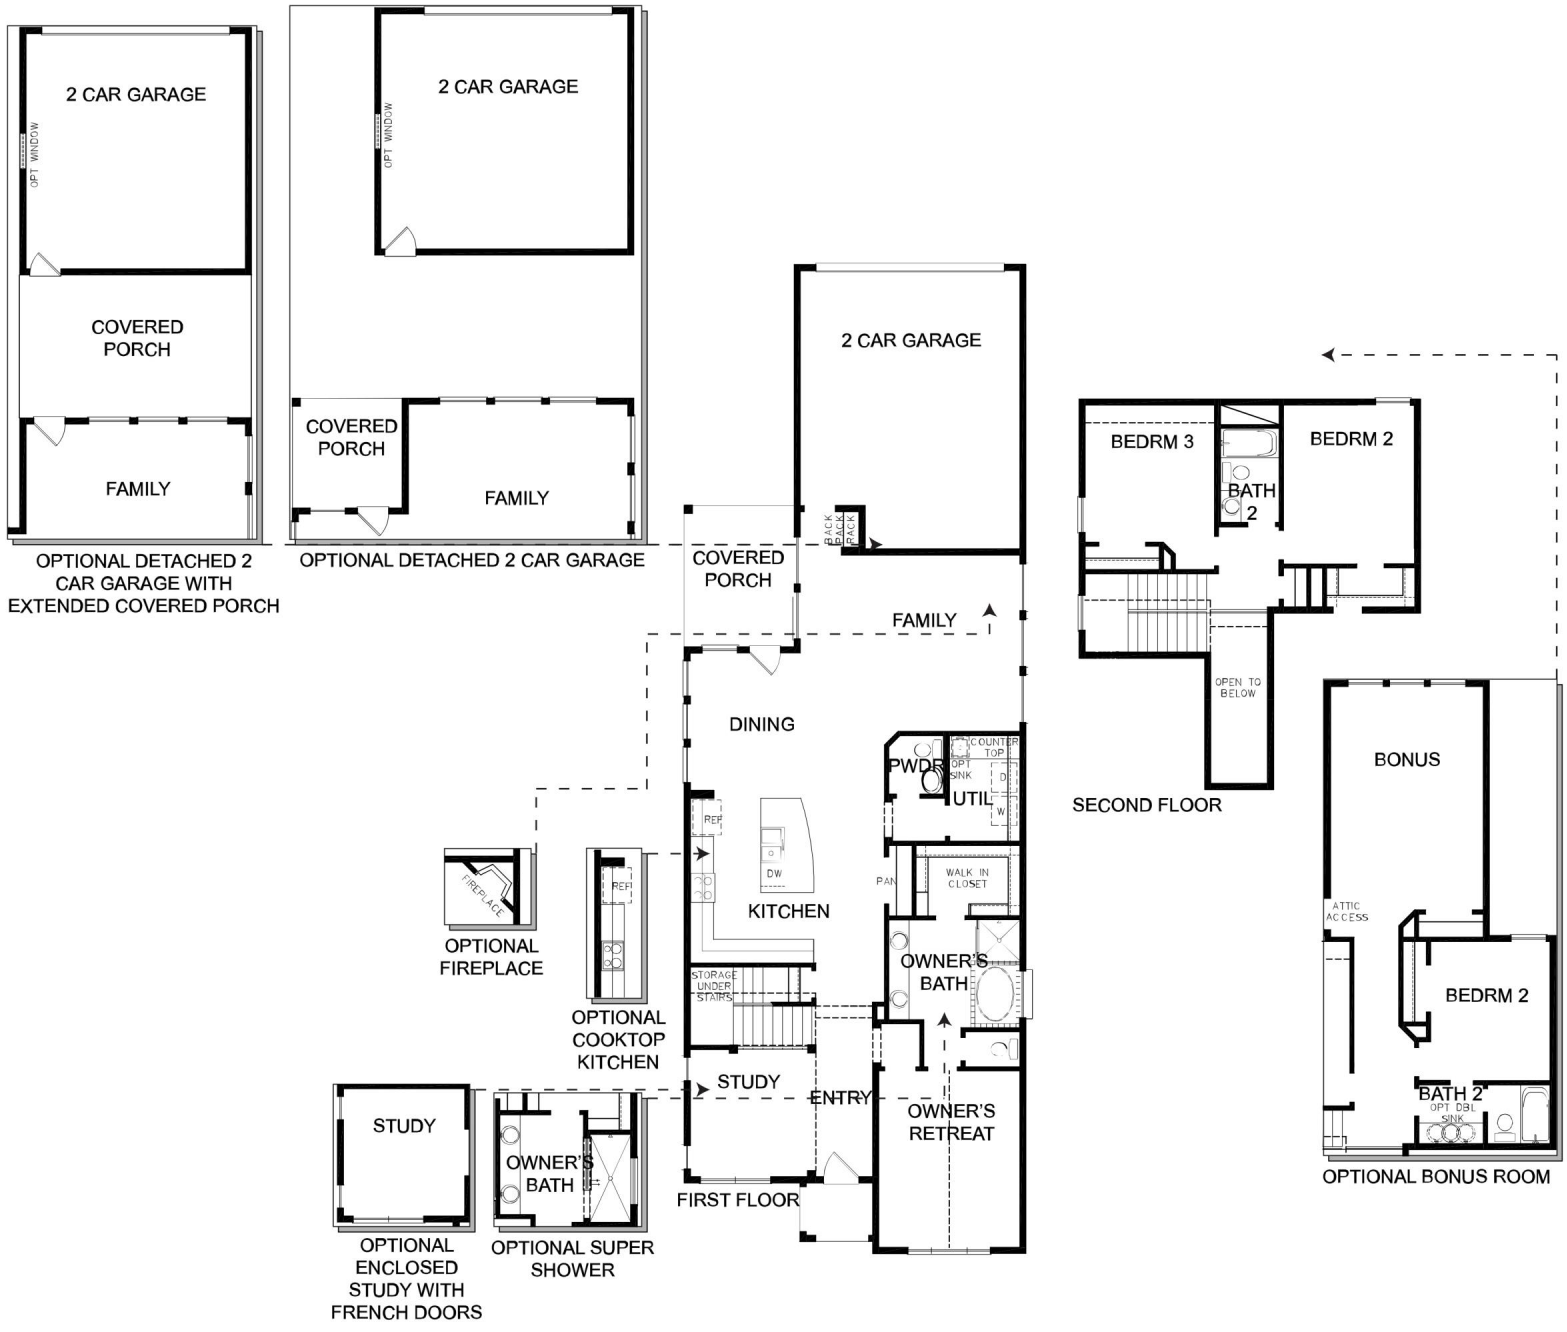 2 CAR GARAGE
OPT WINDOW
COVERED
PORCH
FAMILY
OPTIONAL DETACHED 2
CAR GARAGE WITH
EXTENDED COVERED PORCH
2 CAR GARAGE
OPT WINDOW
COVERED
PORCH
FAMILY
OPTIONAL DETACHED 2 CAR GARAGE
2 CAR GARAGE
BACK
PACK
RACK
COVERED
PORCH
FAMILY
DINING
PWDR
COUNTER
TOP
OPT
SINK
D
UTIL
W
REF
DW
KITCHEN
PAN
WALK IN
CLOSET
OWNER'S
BATH
STORAGE
UNDER
STAIRS
STUDY
ENTRY
OWNER'S
RETREAT
FIRST FLOOR
FIREPLACE
OPTIONAL
FIREPLACE
REF
OPTIONAL
COOKTOP
KITCHEN
STUDY
OPTIONAL
ENCLOSED
STUDY WITH
FRENCH DOORS
OWNER'S
BATH
OPTIONAL SUPER
SHOWER
BEDRM 3
BEDRM 2
BATH
2
OPEN TO
BELOW
SECOND FLOOR
BONUS
ATTIC
ACCESS
BEDRM 2
BATH 2
OPT DBL
SINK
OPTIONAL BONUS ROOM